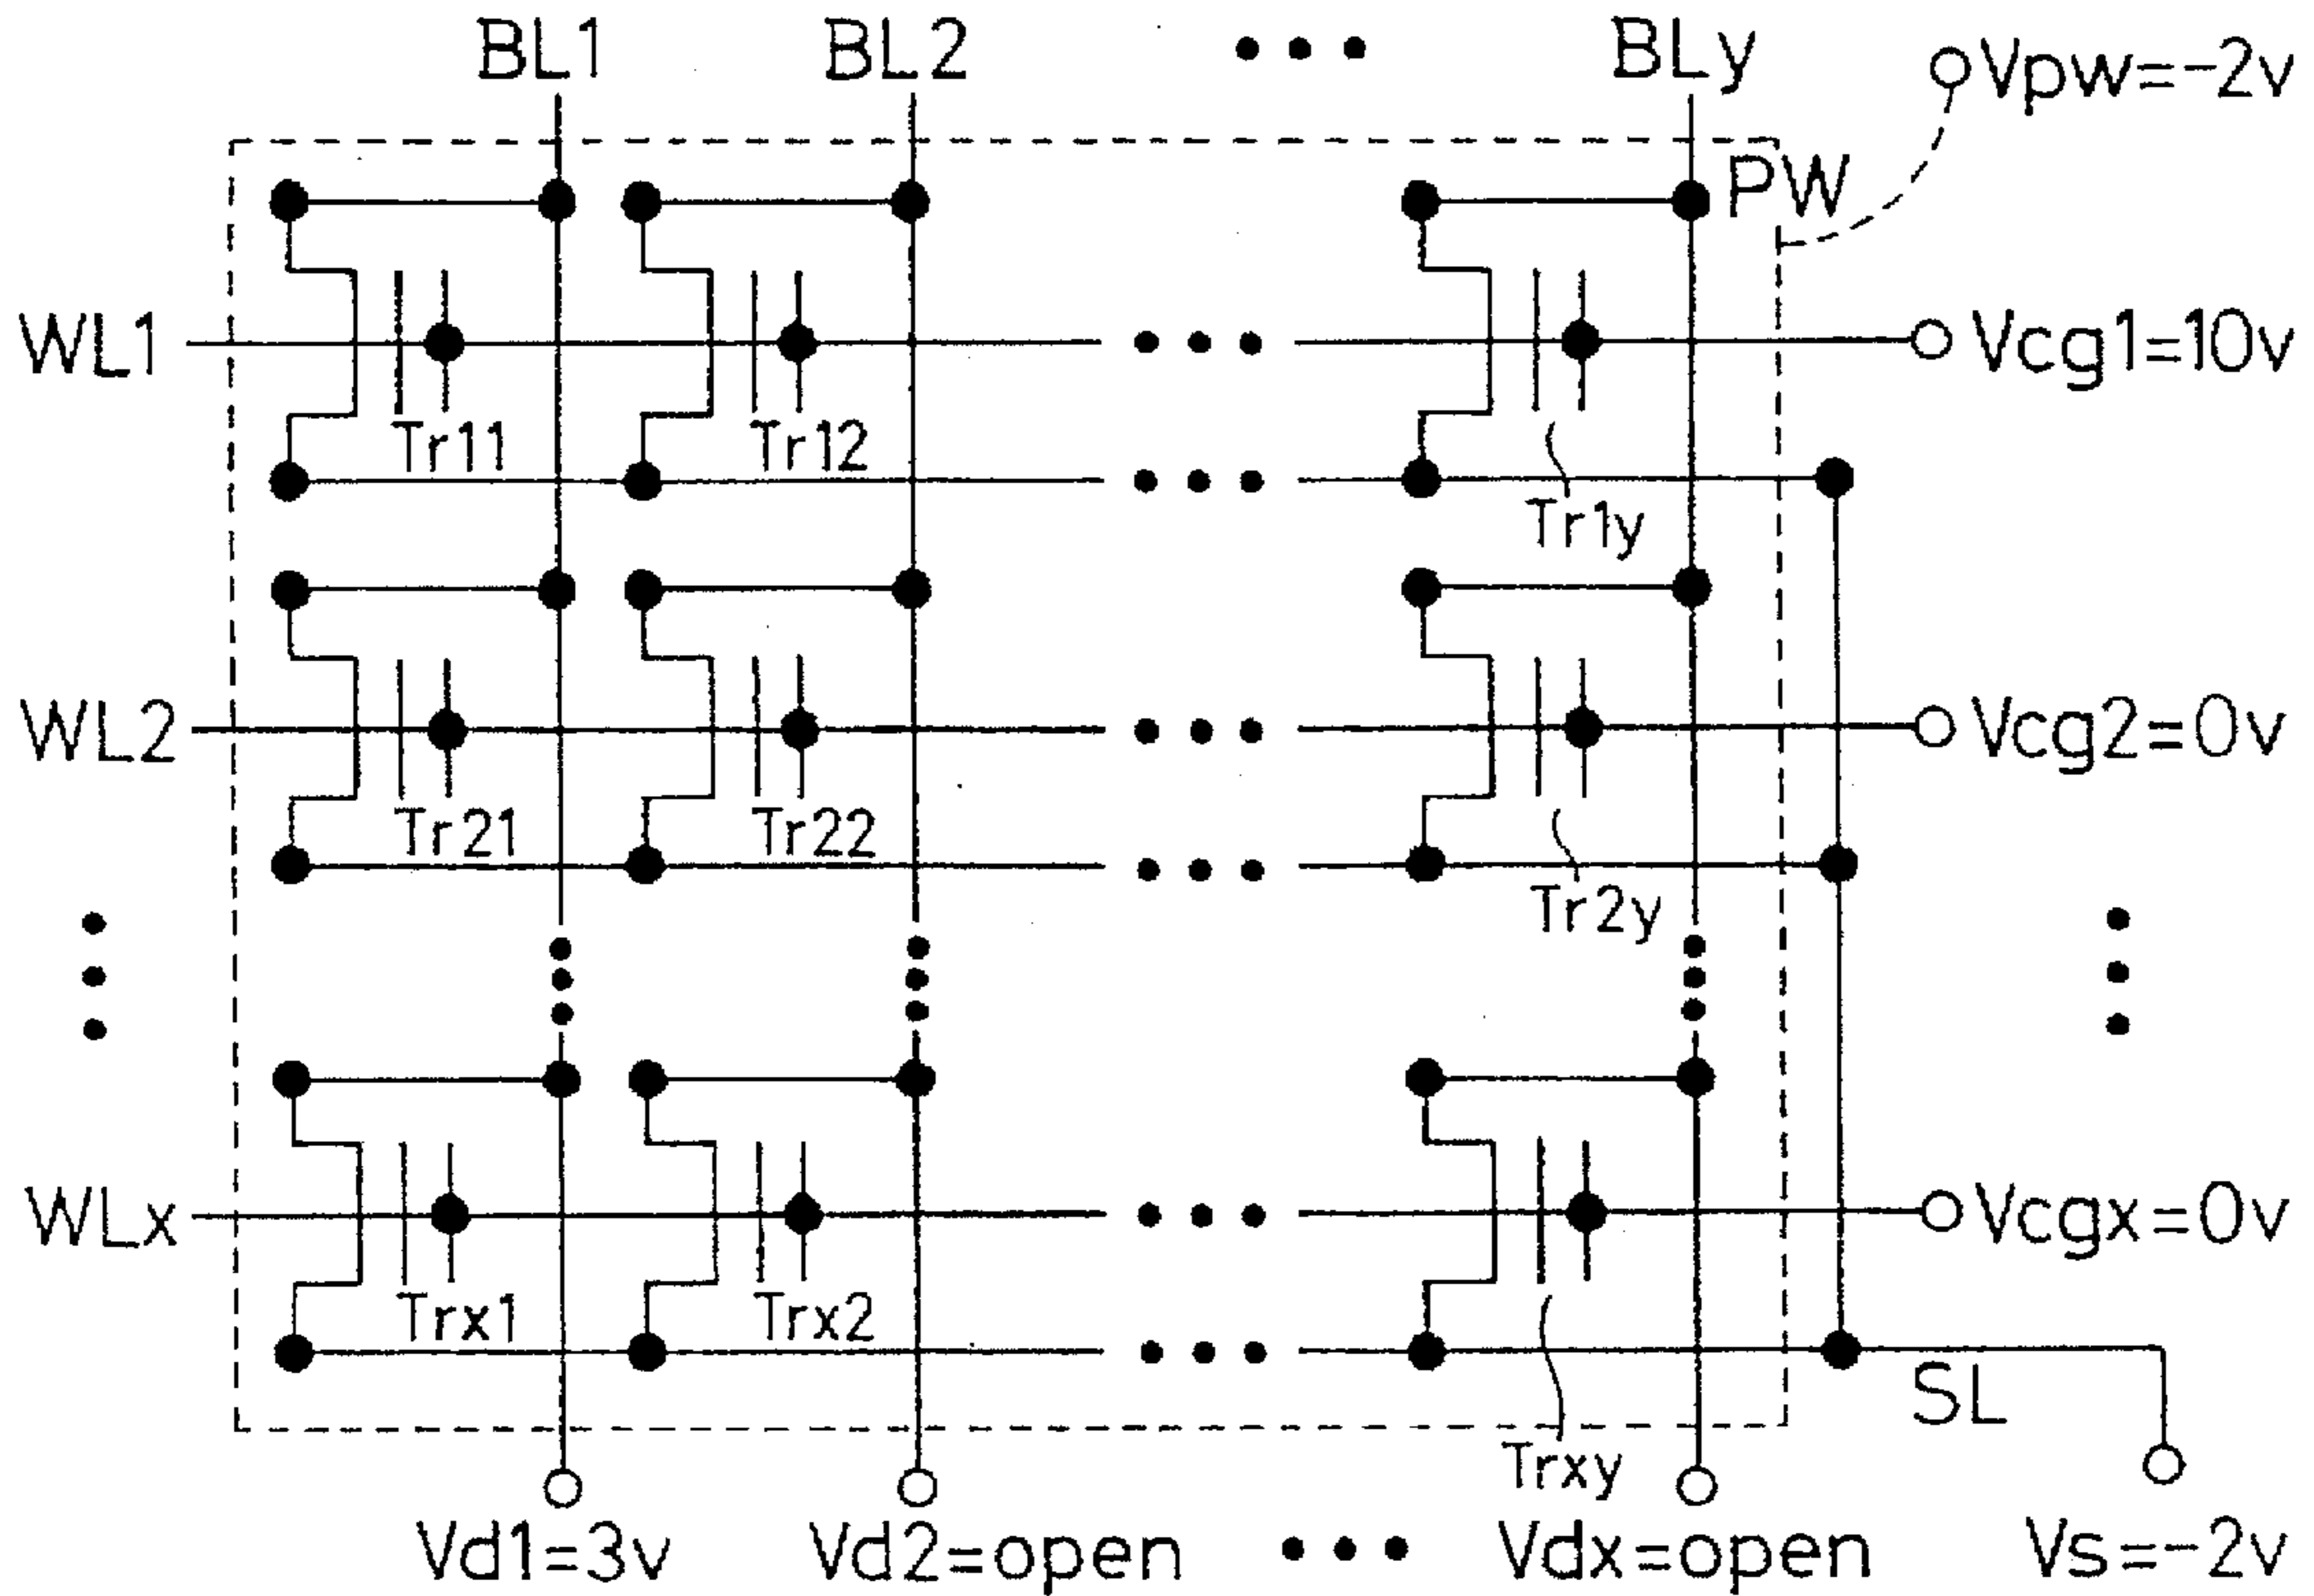 BL1 BL2 ••• BLy Vpw=-2v
PW
WL1 ••• Vcg1=10v
Tr11 Tr12 •••
Tr1y
WL2 ••• Vcg2=0v
Tr21 Tr22 •••
Tr2y
WLx ••• Vcgx=0v
Trx1 Trx2 •••
SL
Trxy
Vd1=3v Vd2=open ••• Vdx=open Vs=-2v